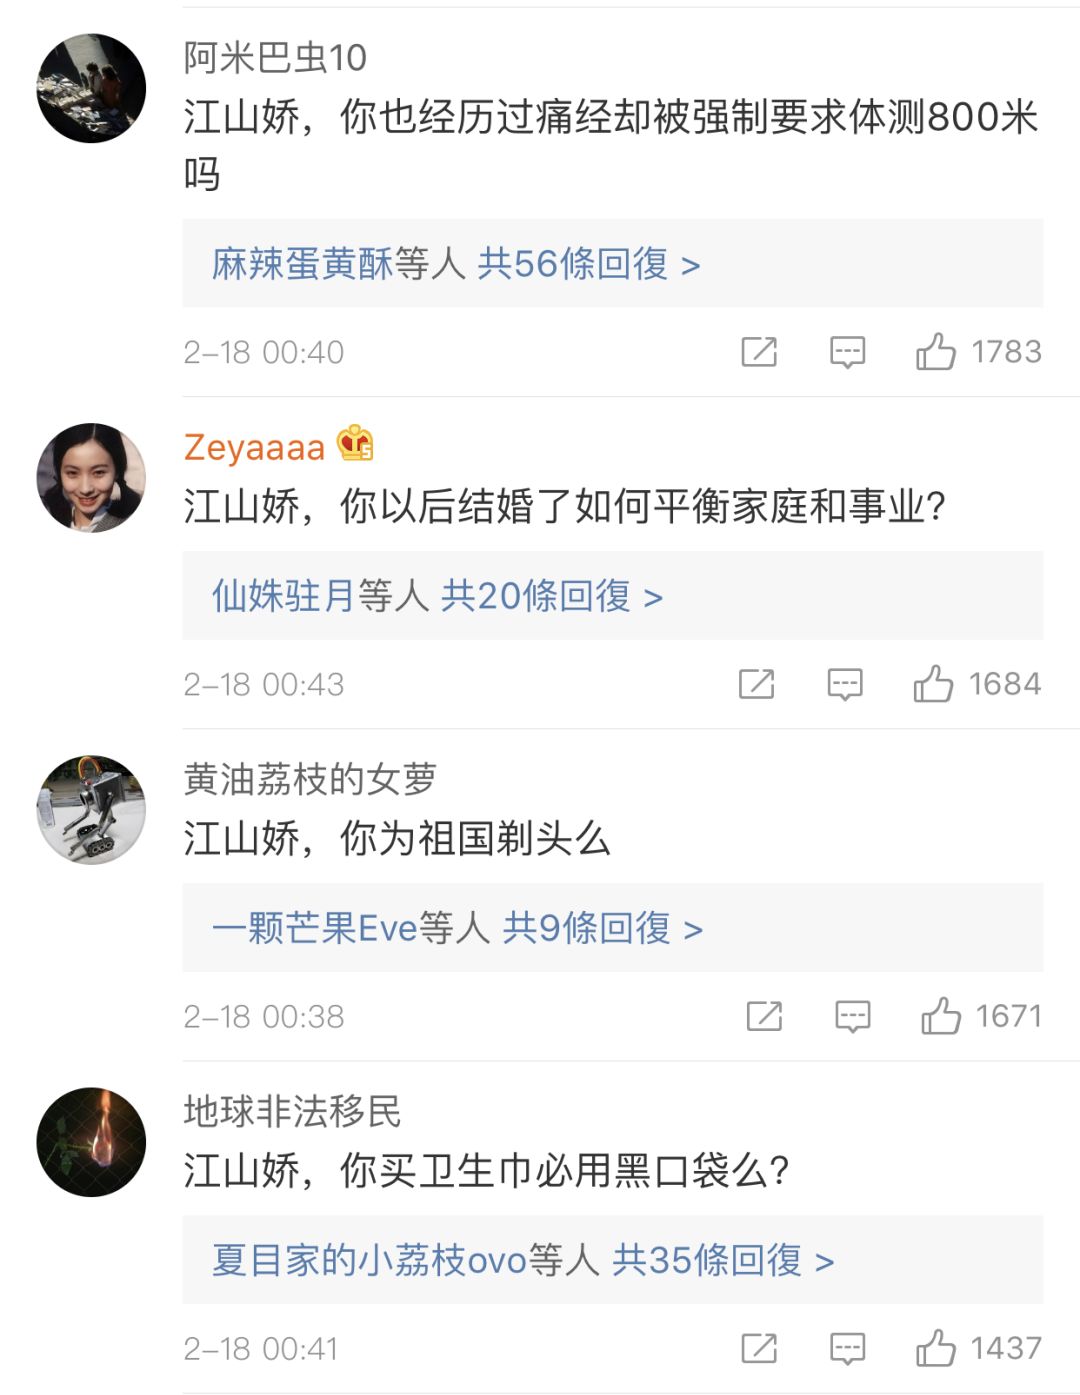 阿米巴虫10
江山娇，你也经历过痛经却被强制要求体测800米
吗
麻辣蛋黄酥等人 共56條回復 >
2-18 00:40
1783
Zeyaaaa
5
江山娇，你以后结婚了如何平衡家庭和事业?
仙姝驻月等人 共20條回復 >
2-18 00:43
1684
黄油荔枝的女萝
江山娇，你为祖国剃头么
一颗芒果Eve等人 共9條回復 >
2-18 00:38
1671
地球非法移民
江山娇，你买卫生巾必用黑口袋么?
夏目家的小荔枝ovo等人 共35條回復 >
2-18 00:41
1437